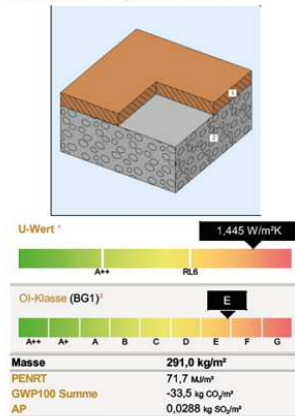 1
2
U-Wert ¹
1,445 W/m²K
A++ RL6
OI-Klasse (BG1)²
E
A++ A+ A B C D E F G
Masse 291,0 kg/m²
PENRT 71,7 MJ/m²
GWP100 Summe -33,5 kg CO₂/m²
AP 0,0288 kg SO₂/m²